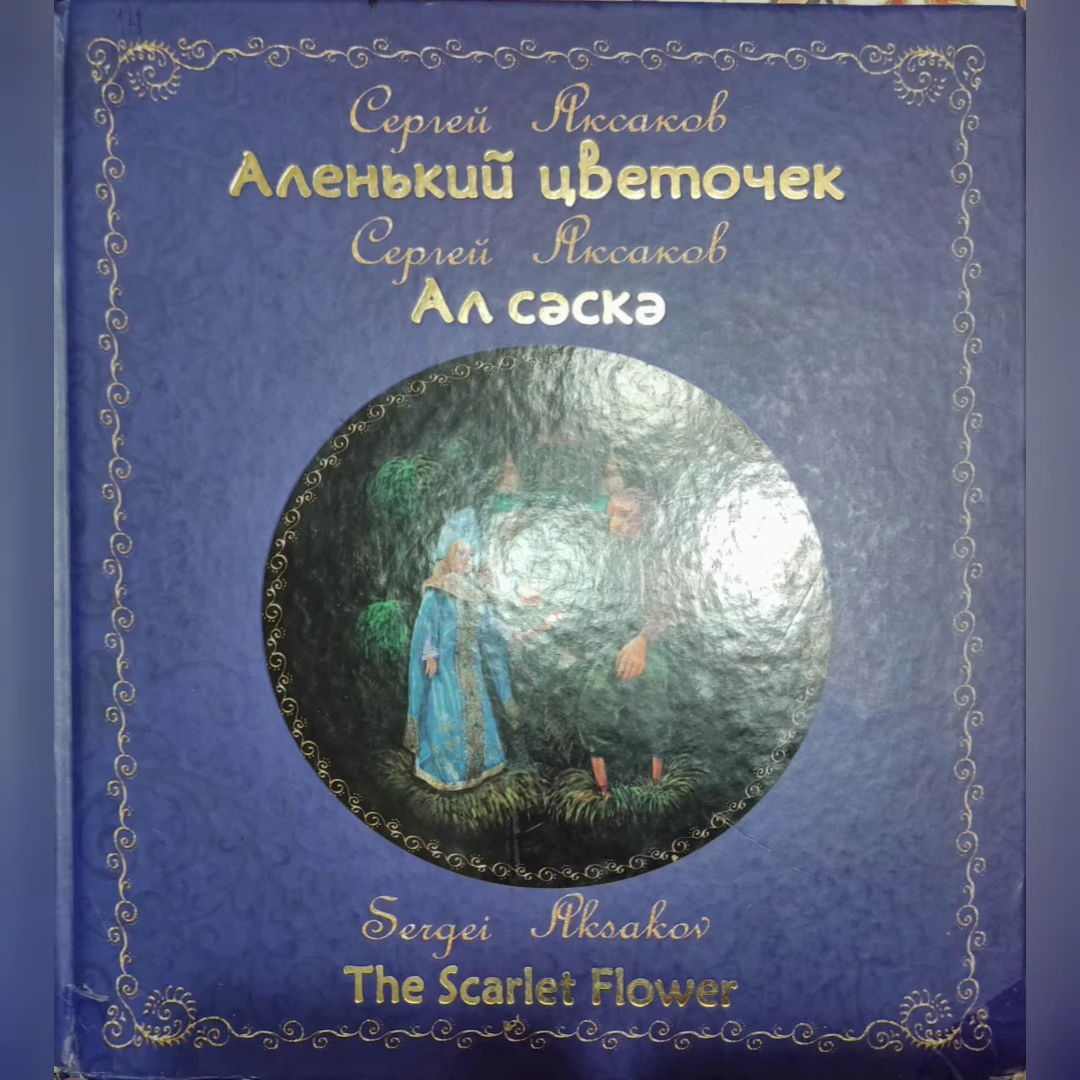 Сергей Аксаков
Аленький цветочек
Сергей Аксаков
Ал сәскә
Sergei Aksakov
The Scarlet Flower